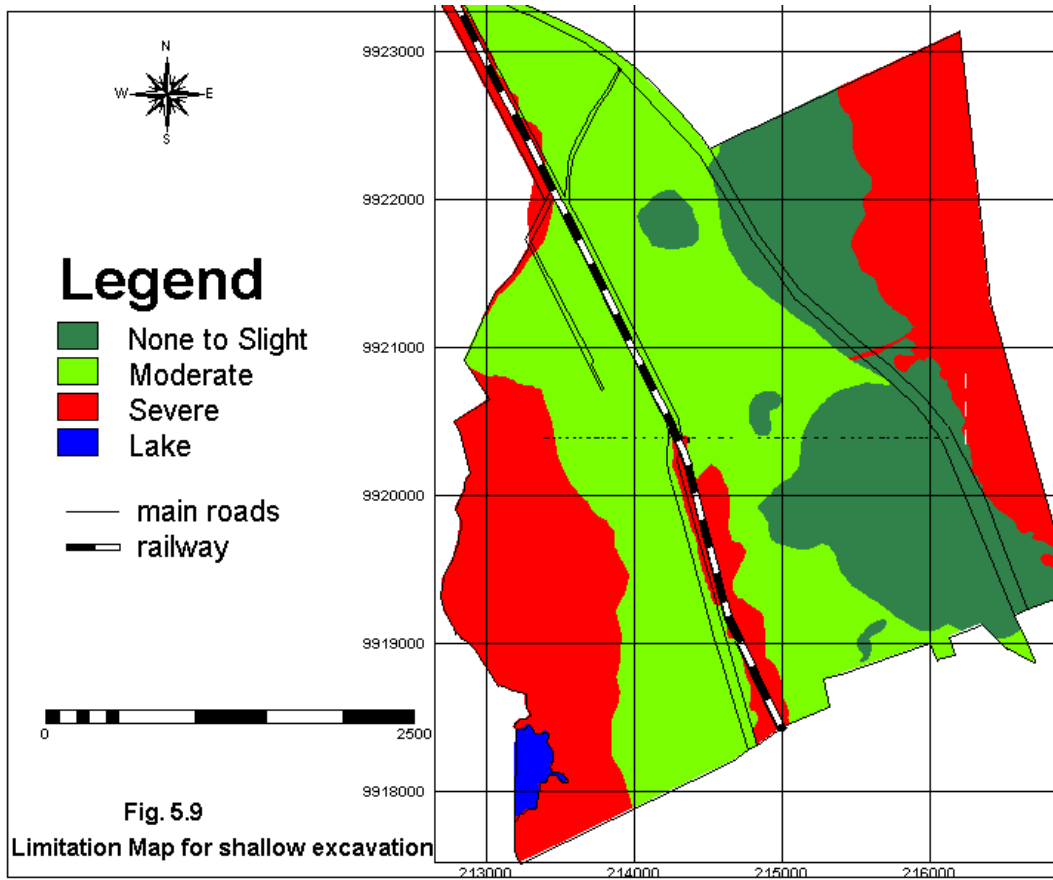 N
W E
S
Legend
None to Slight
Moderate
Severe
Lake
main roads
railway
0 2500
Fig. 5.9
Limitation Map for shallow excavation
9923000
9922000
9921000
9920000
9919000
9918000
213000 214000 215000 216000